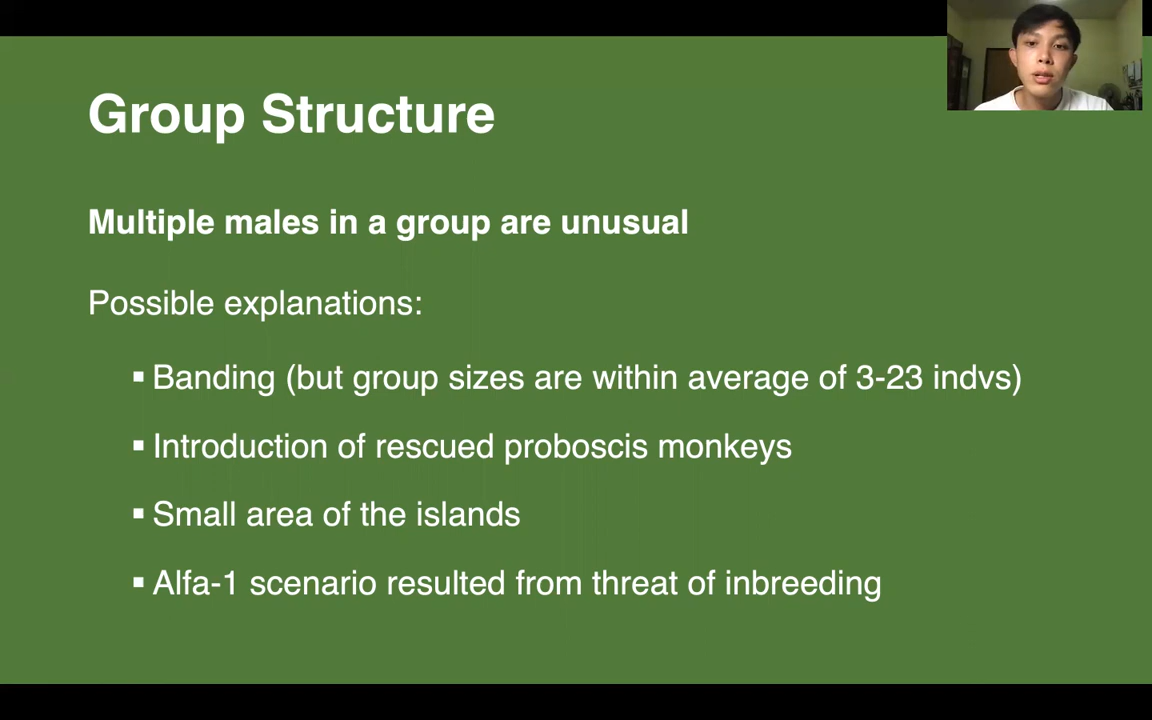 Group Structure
Multiple males in a group are unusual
Possible explanations:
▪ Banding (but group sizes are within average of 3-23 indvs)
▪ Introduction of rescued proboscis monkeys
▪ Small area of the islands
▪ Alfa-1 scenario resulted from threat of inbreeding